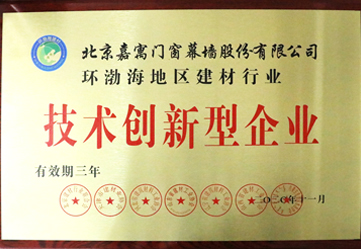 北京嘉寓门窗幕墙股份有限公司
环渤海地区建材行业
技术创新型企业
有效期三年
二〇二〇年十一月